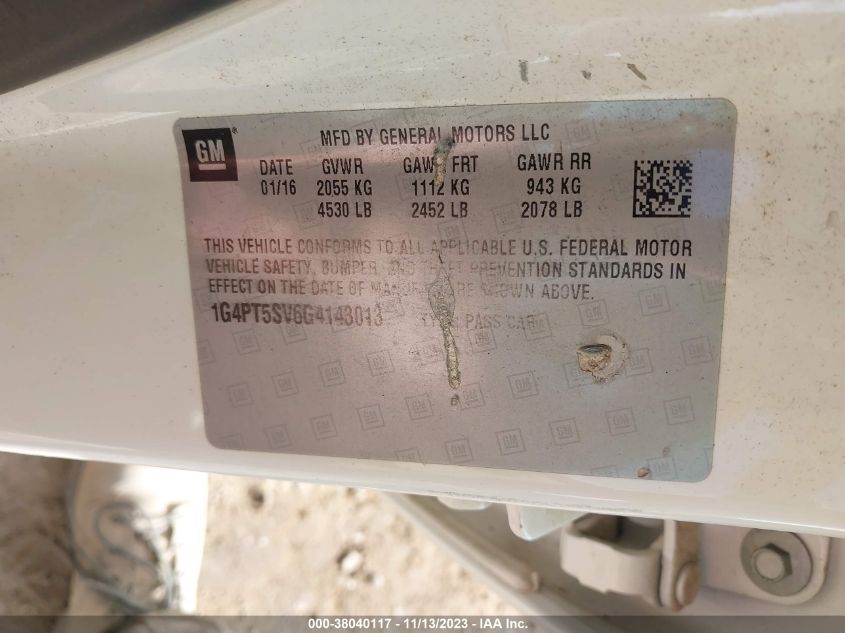 GM
MFD BY GENERAL MOTORS LLC
DATE GVWR GAWR FRT GAWR RR
01/16 2055 KG 1112 KG 943 KG
4530 LB 2452 LB 2078 LB
THIS VEHICLE CONFORMS TO ALL APPLICABLE U.S. FEDERAL MOTOR
VEHICLE SAFETY, BUMPER, AND THEFT PREVENTION STANDARDS IN
EFFECT ON THE DATE OF MANUFACTURE SHOWN ABOVE.
1G4PT5SV6G4143013 TYPE: PASS CAR
000-38040117 - 11/13/2023 - IAA Inc.